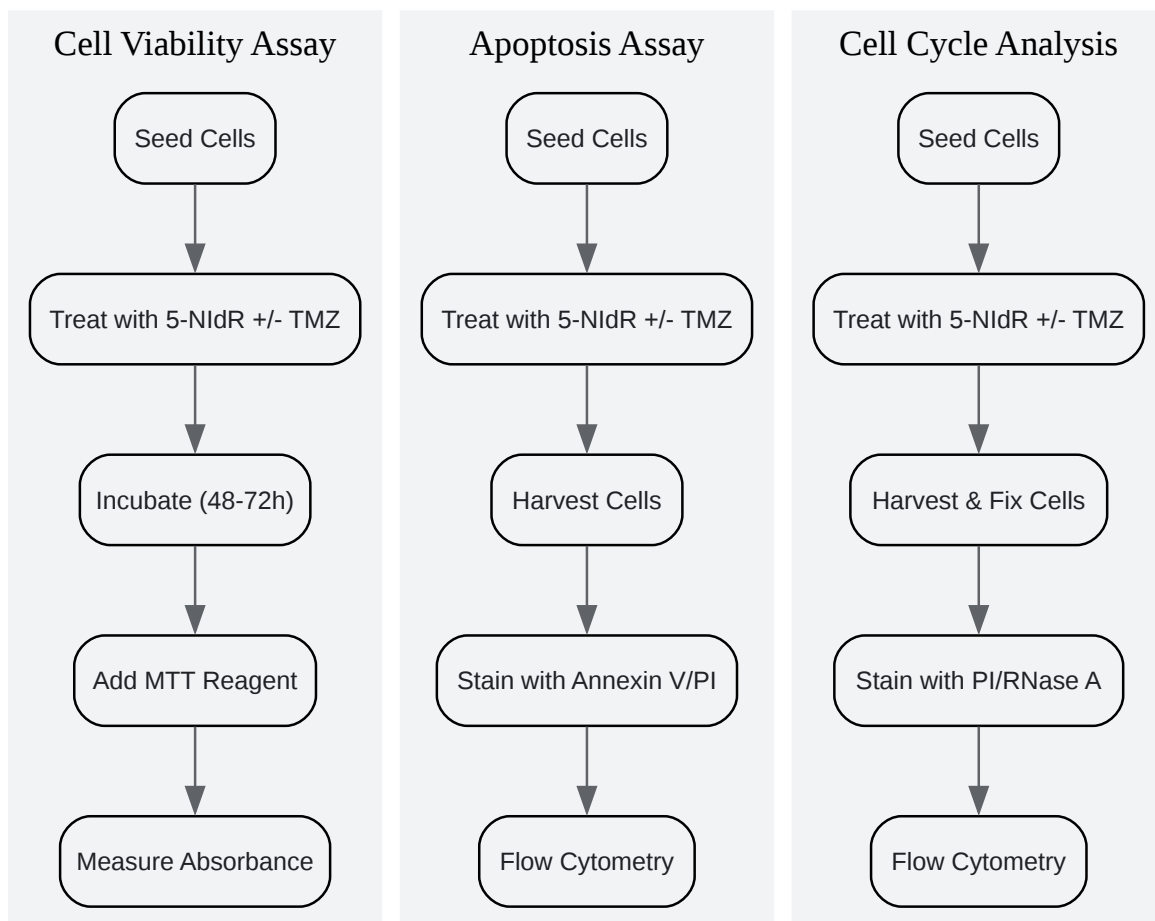 Cell Viability Assay
Seed Cells
Treat with 5-NIdR +/- TMZ
Incubate (48-72h)
Add MTT Reagent
Measure Absorbance
Apoptosis Assay
Seed Cells
Treat with 5-NIdR +/- TMZ
Harvest Cells
Stain with Annexin V/PI
Flow Cytometry
Cell Cycle Analysis
Seed Cells
Treat with 5-NIdR +/- TMZ
Harvest & Fix Cells
Stain with PI/RNase A
Flow Cytometry